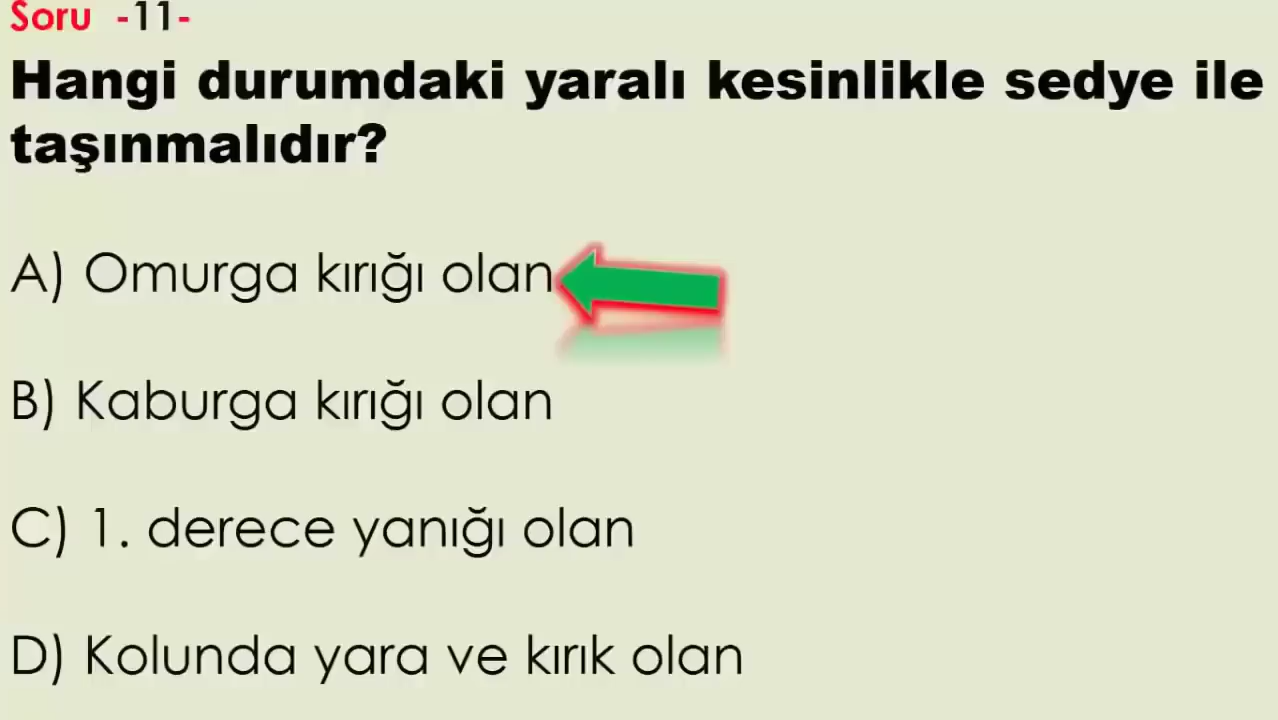 Soru -11-
Hangi durumdaki yaralı kesinlikle sedye ile
taşınmalıdır?
A) Omurga kırığı olan
B) Kaburga kırığı olan
C) 1. derece yanığı olan
D) Kolunda yara ve kırık olan